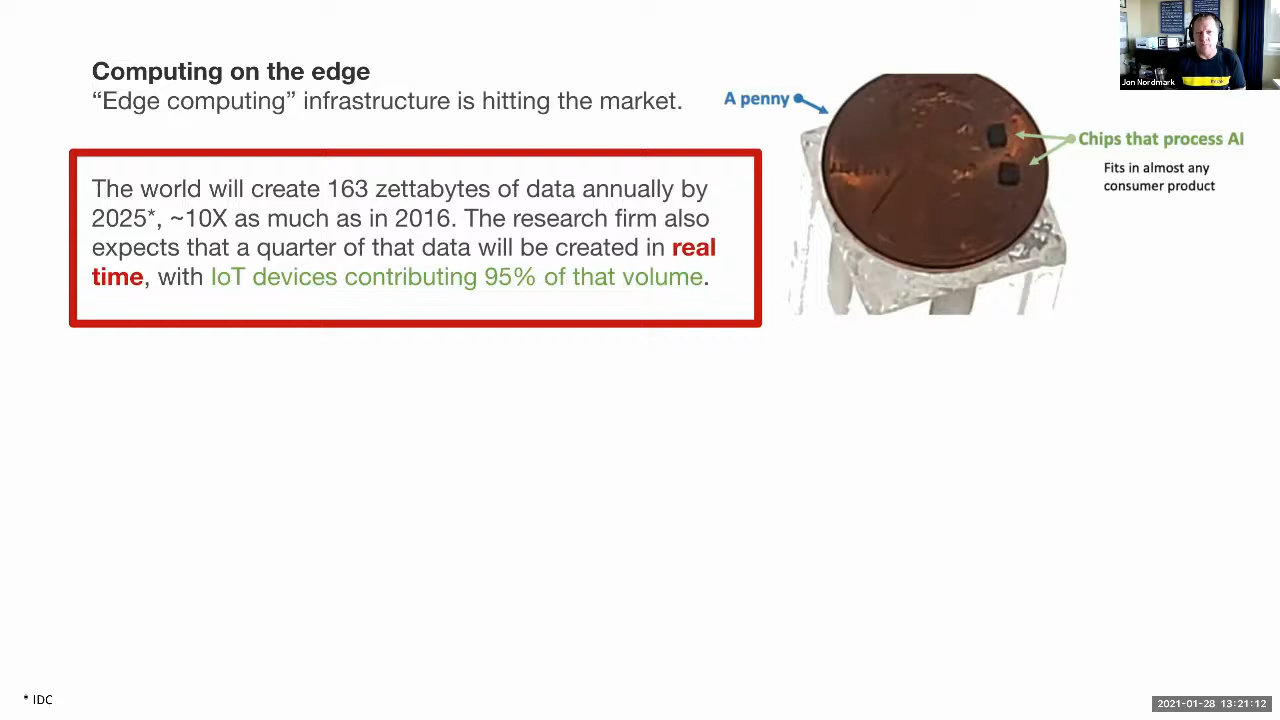 Computing on the edge
“Edge computing” infrastructure is hitting the market.
The world will create 163 zettabytes of data annually by
2025*, ~10X as much as in 2016. The research firm also
expects that a quarter of that data will be created in real
time, with IoT devices contributing 95% of that volume.
A penny
Chips that process AI
Fits in almost any
consumer product
Jon Nordmark
* IDC
2021-01-28 13:21:12